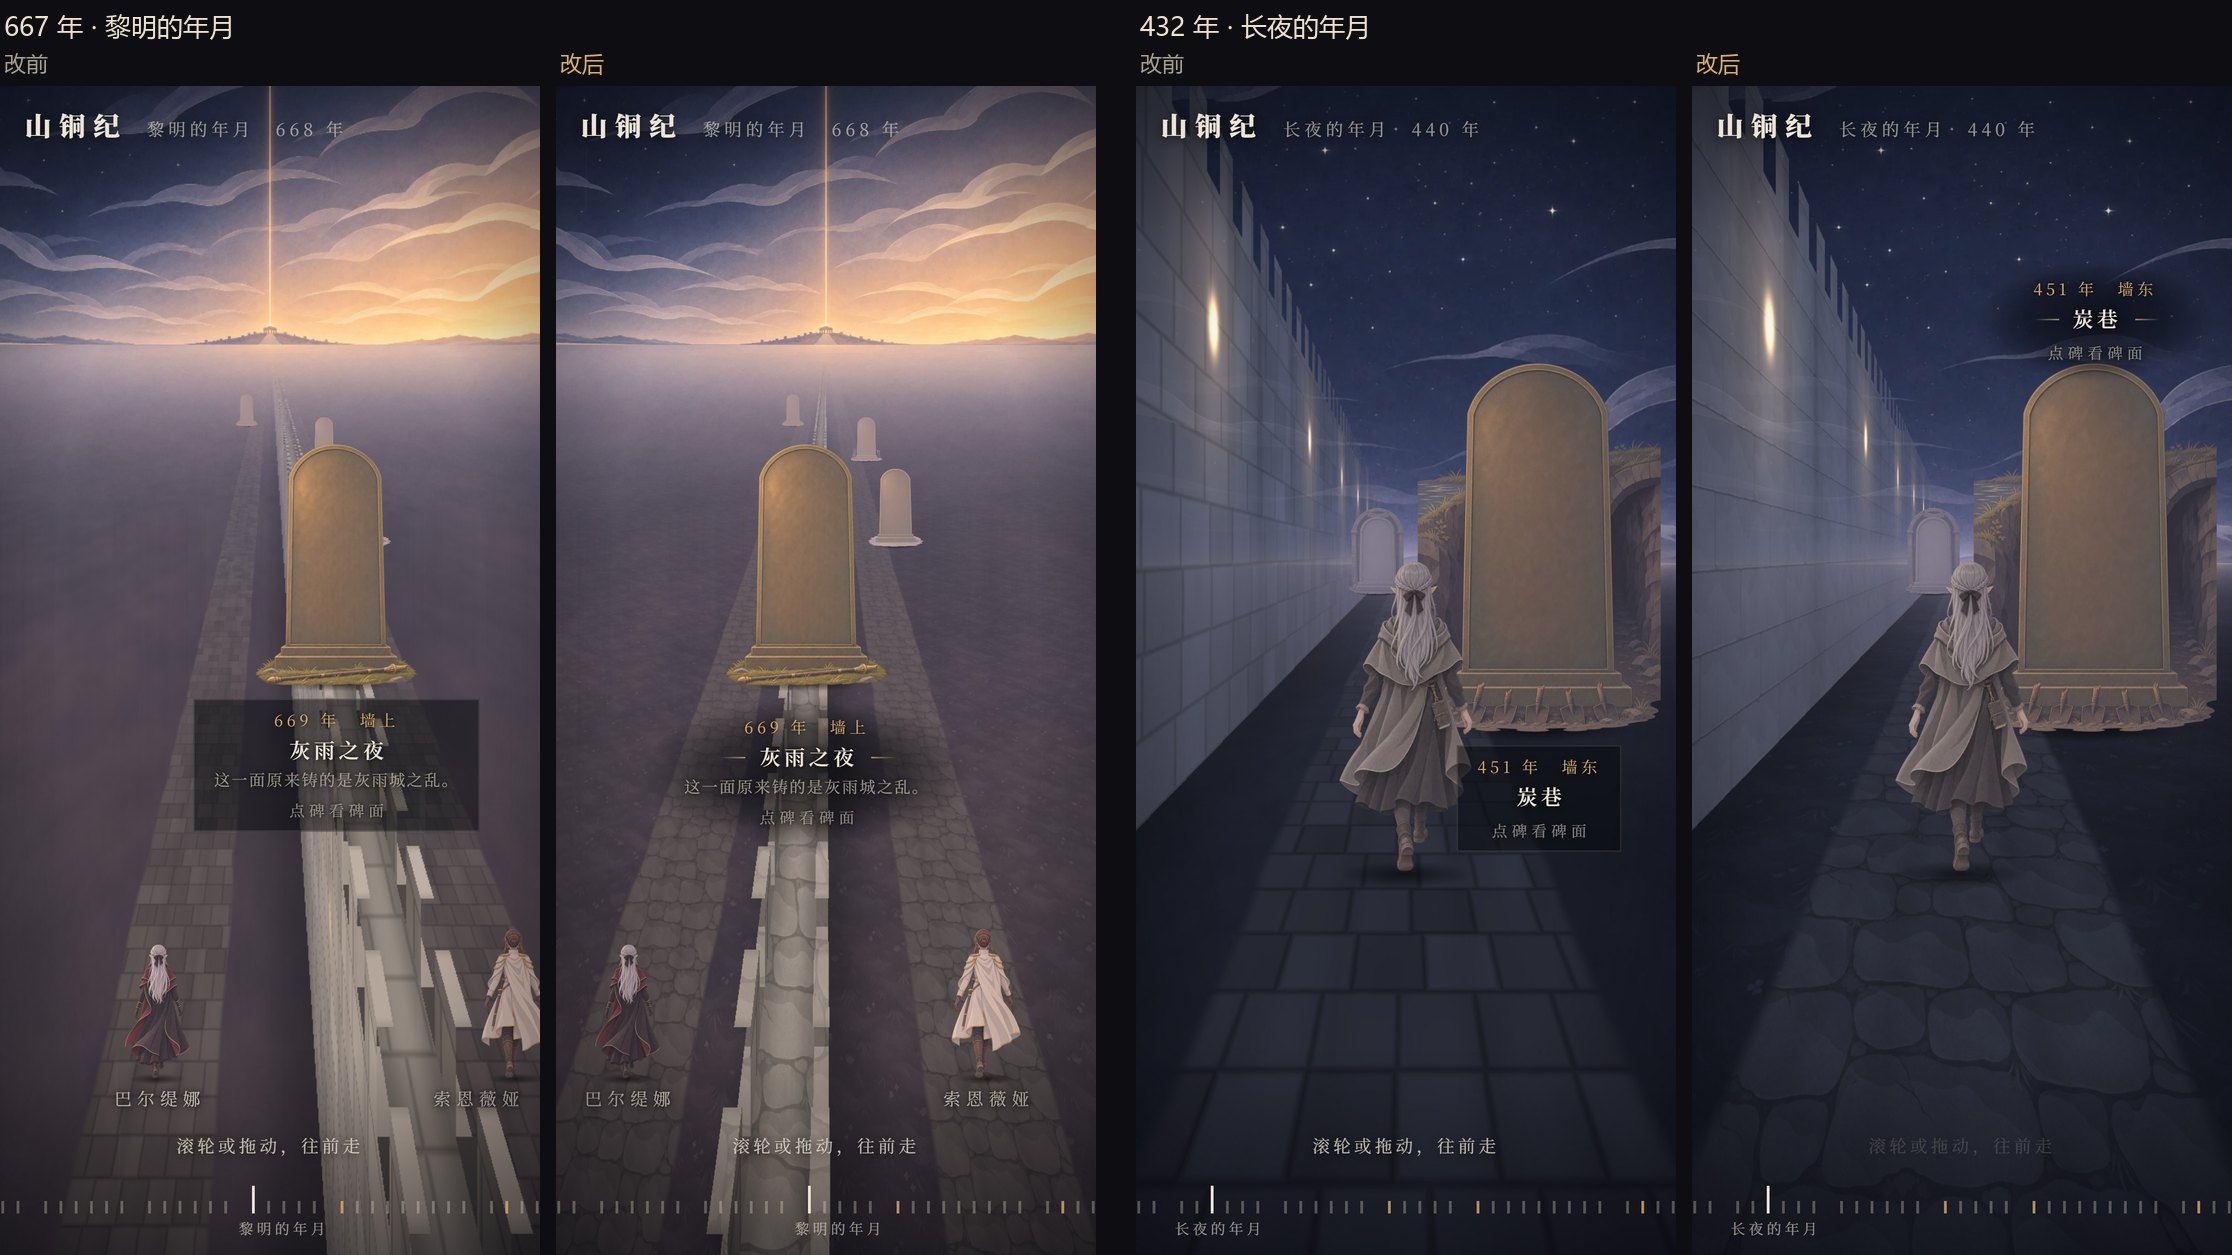 667 年 · 黎明的年月
改前
山铜纪 黎明的年月 668 年
669 年 墙上
灰雨之夜
这一面原来铸的是灰雨城之乱。
点碑看碑面
巴尔缇娜
索恩薇娅
滚轮或拖动，往前走
黎明的年月
改后
山铜纪 黎明的年月 668 年
669 年 墙上
灰雨之夜
这一面原来铸的是灰雨城之乱。
点碑看碑面
巴尔缇娜
索恩薇娅
滚轮或拖动，往前走
黎明的年月
432 年 · 长夜的年月
改前
山铜纪 长夜的年月 · 440 年
451 年 墙东
炭巷
点碑看碑面
滚轮或拖动，往前走
长夜的年月
改后
山铜纪 长夜的年月 · 440 年
451 年 墙东
炭巷
点碑看碑面
滚轮或拖动，往前走
长夜的年月